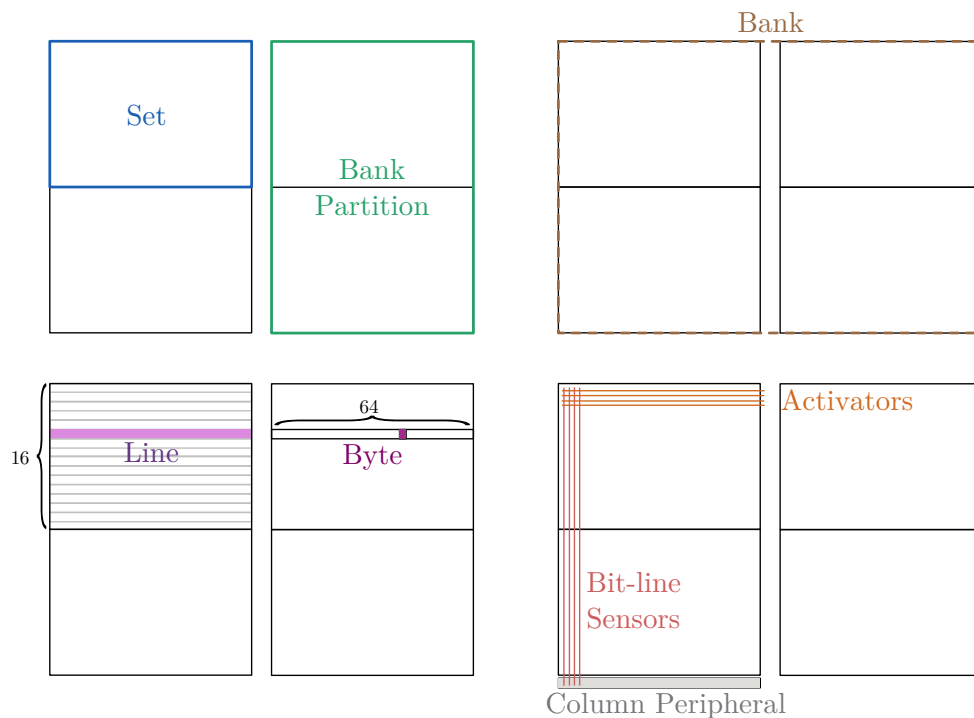 Bank
Set
Bank
Partition
64
Activators
16
Line
Byte
Bit-line
Sensors
Column Peripheral